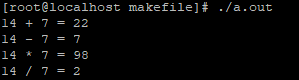 [root@localhost makefile]# ./a.out
14 + 7 = 22
14 - 7 = 7
14 * 7 = 98
14 / 7 = 2